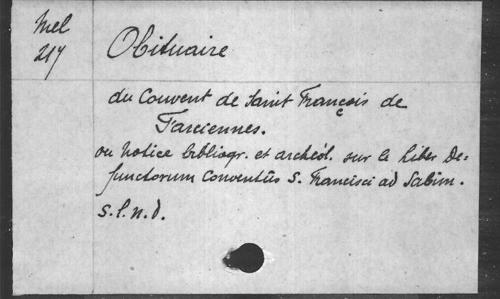 Mel
217
Obituaire
du Couvent de Saint François de
Farciennes.
ou Notice bibliogr. et archéol. sur le Liber De-
functorum Conventûs S. Francisci ad Sabim.
s.l.n.d.